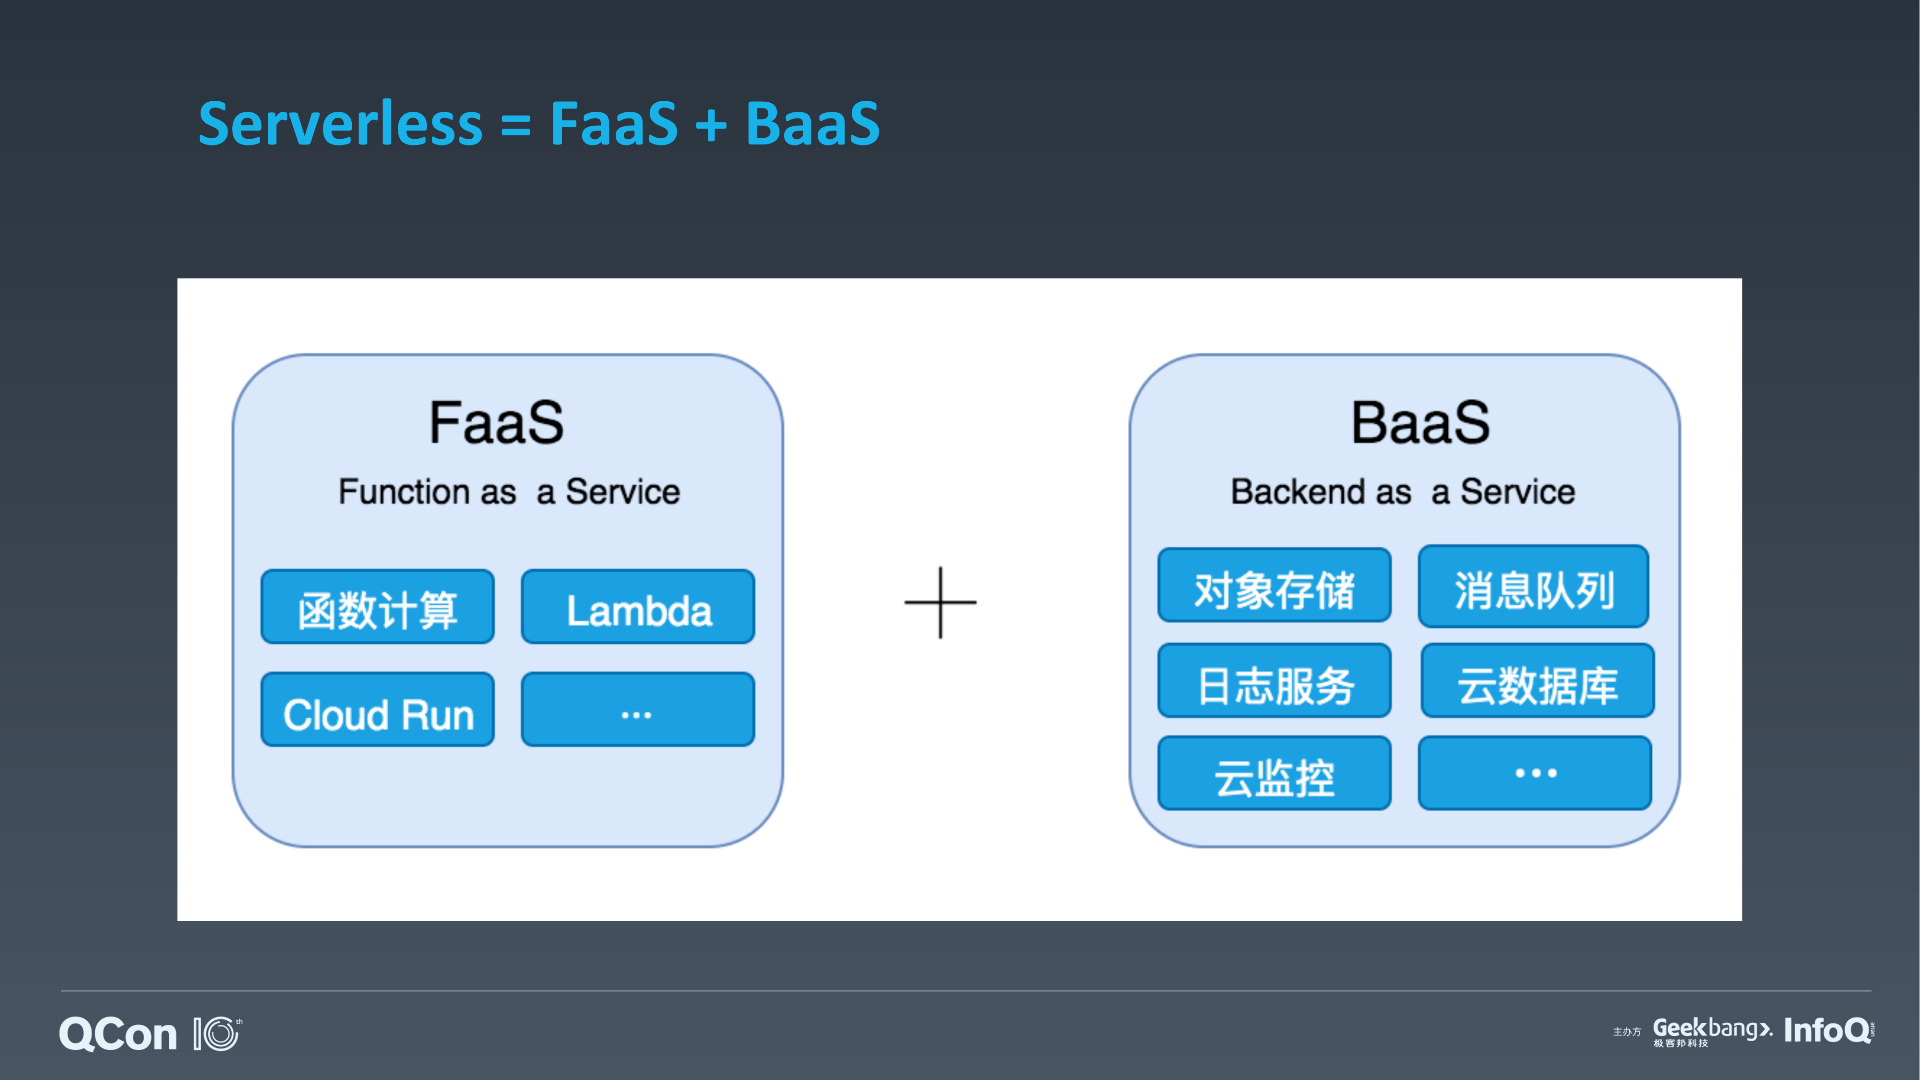 Serverless = FaaS + BaaS
FaaS
Function as a Service
函数计算
Lambda
Cloud Run
...
+
BaaS
Backend as a Service
对象存储
消息队列
日志服务
云数据库
云监控
...
QCon 10th
主办方
Geekbang>.
极客邦科技
InfoQ